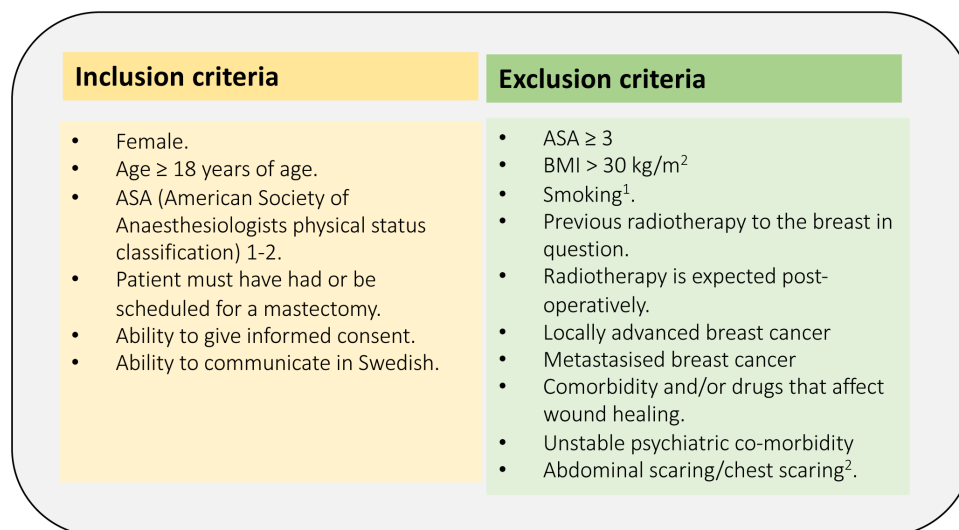 Inclusion criteria
• Female.
• Age ≥ 18 years of age.
• ASA (American Society of
Anaesthesiologists physical status
classification) 1-2.
• Patient must have had or be
scheduled for a mastectomy.
• Ability to give informed consent.
• Ability to communicate in Swedish.
Exclusion criteria
• ASA ≥ 3
• BMI > 30 kg/m²
• Smoking¹.
• Previous radiotherapy to the breast in
question.
• Radiotherapy is expected post-
operatively.
• Locally advanced breast cancer
• Metastasised breast cancer
• Comorbidity and/or drugs that affect
wound healing.
• Unstable psychiatric co-morbidity
• Abdominal scaring/chest scaring².